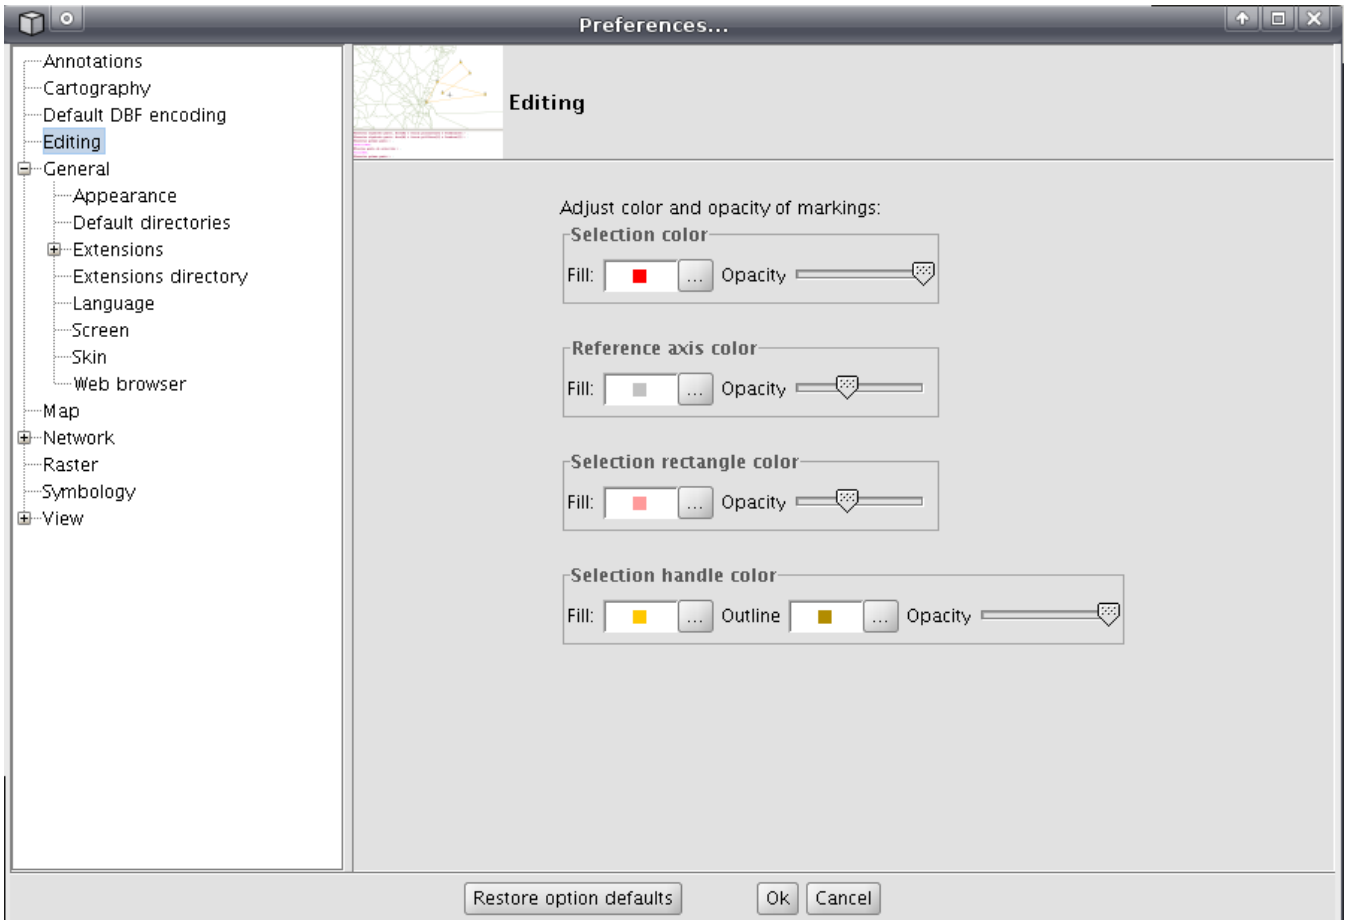 Preferences...
Annotations
Cartography
Default DBF encoding
Editing
General
Appearance
Default directories
Extensions
Extensions directory
Language
Screen
Skin
Web browser
Map
Network
Raster
Symbology
View
Editing
Adjust color and opacity of markings:
Selection color
Fill: ... Opacity
Reference axis color
Fill: ... Opacity
Selection rectangle color
Fill: ... Opacity
Selection handle color
Fill: ... Outline ... Opacity
Restore option defaults Ok Cancel